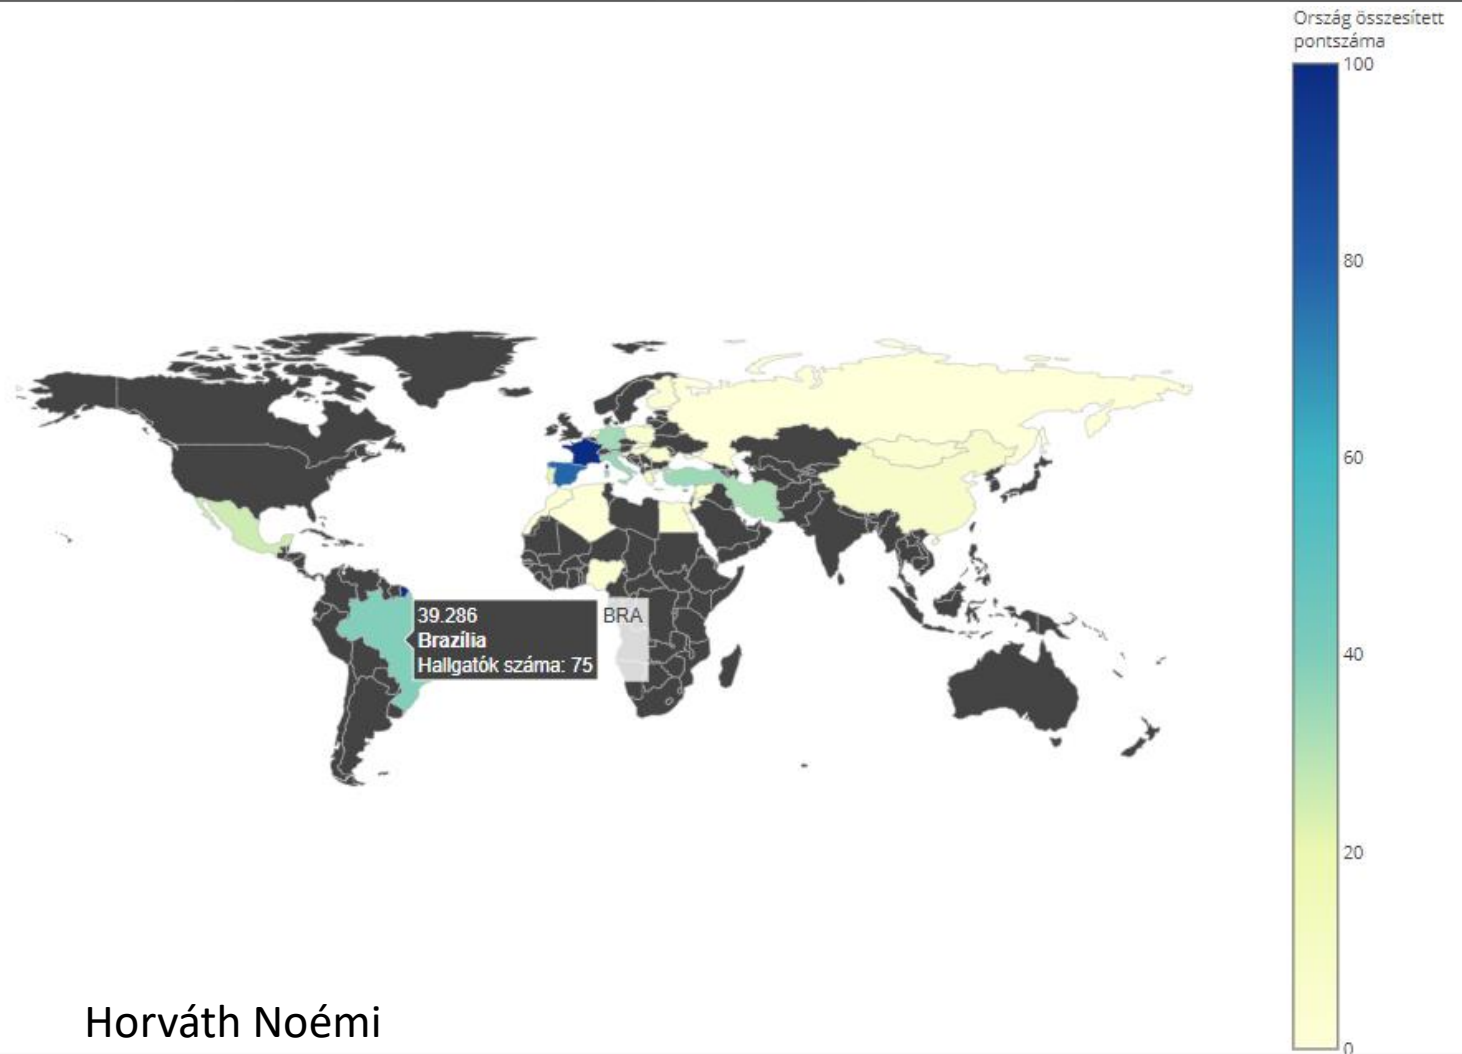 Ország összesített
pontszáma
100
80
60
40
20
0
39.286
Brazília
Hallgatók száma: 75
BRA
Horváth Noémi